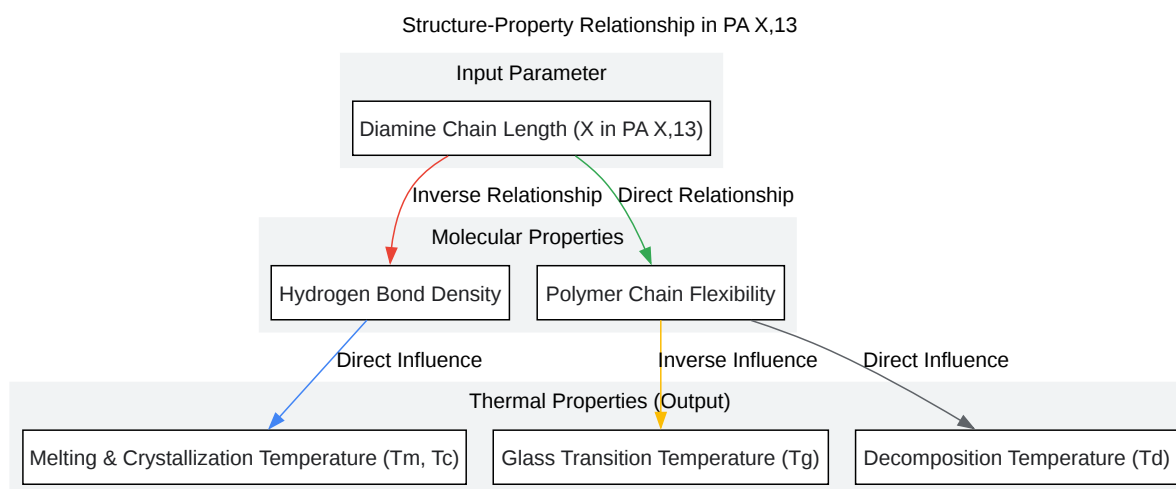 Structure-Property Relationship in PA X,13
Input Parameter
Diamine Chain Length (X in PA X,13)
Inverse Relationship
Direct Relationship
Molecular Properties
Hydrogen Bond Density
Polymer Chain Flexibility
Direct Influence
Inverse Influence
Direct Influence
Thermal Properties (Output)
Melting & Crystallization Temperature (Tm, Tc)
Glass Transition Temperature (Tg)
Decomposition Temperature (Td)